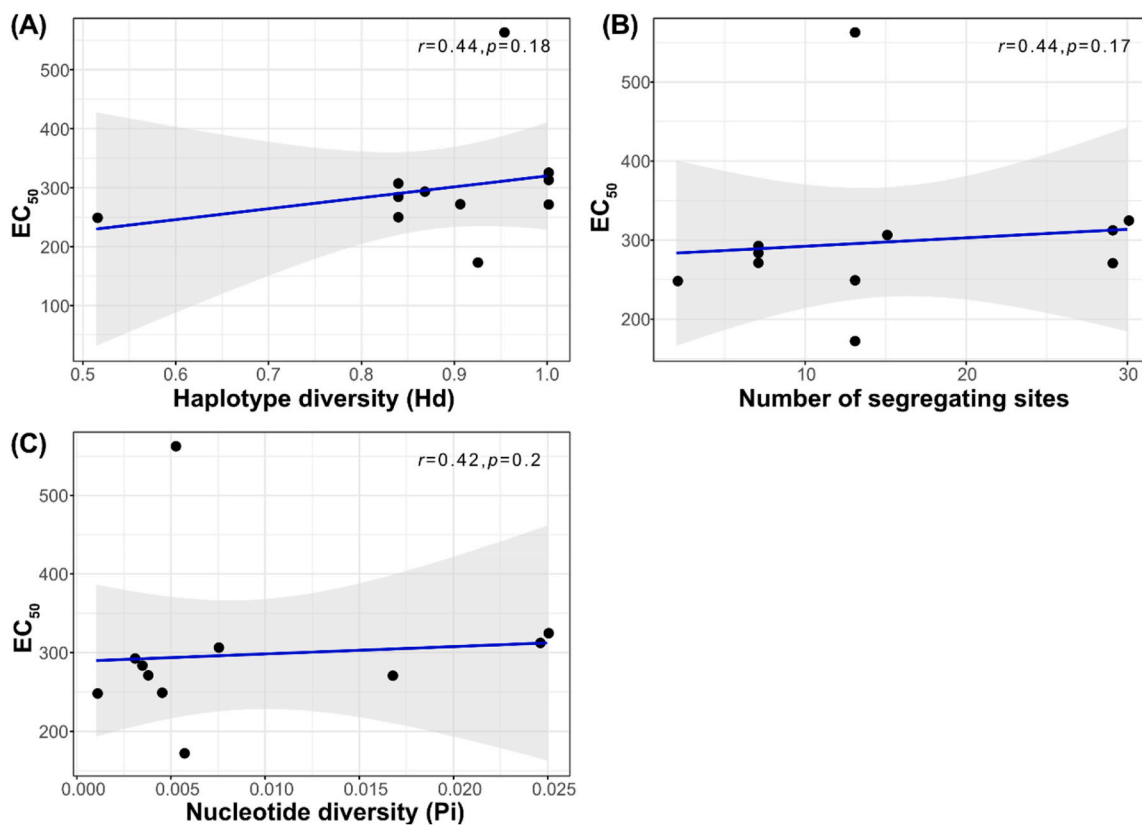 (A)
r=0.44,p=0.18
500
400
300
200
100
EC50
0.5 0.6 0.7 0.8 0.9 1.0
Haplotype diversity (Hd)
(B)
r=0.44,p=0.17
500
400
300
200
EC50
10 20 30
Number of segregating sites
(C)
r=0.42,p=0.2
500
400
300
200
EC50
0.000 0.005 0.010 0.015 0.020 0.025
Nucleotide diversity (Pi)